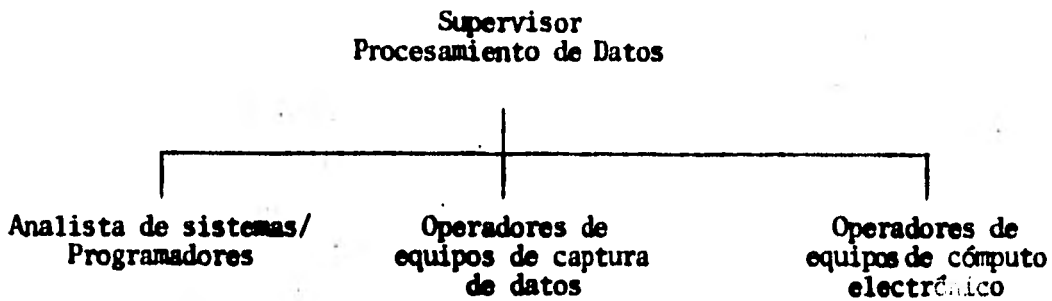 Supervisor
Procesamiento de Datos
Analista de sistemas/
Programadores
Operadores de
equipos de captura
de datos
Operadores de
equipos de cómputo
electrónico